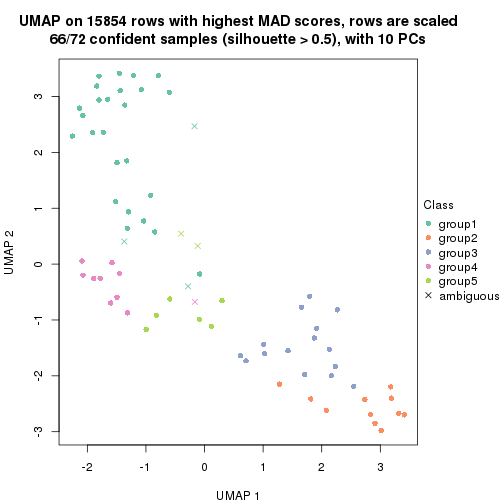 UMAP on 15854 rows with highest MAD scores, rows are scaled
66/72 confident samples (silhouette > 0.5), with 10 PCs
3
2
1
0
-1
-2
-3
UMAP 2
-2
-1
0
1
2
3
UMAP 1
Class
group1
group2
group3
group4
group5
ambiguous